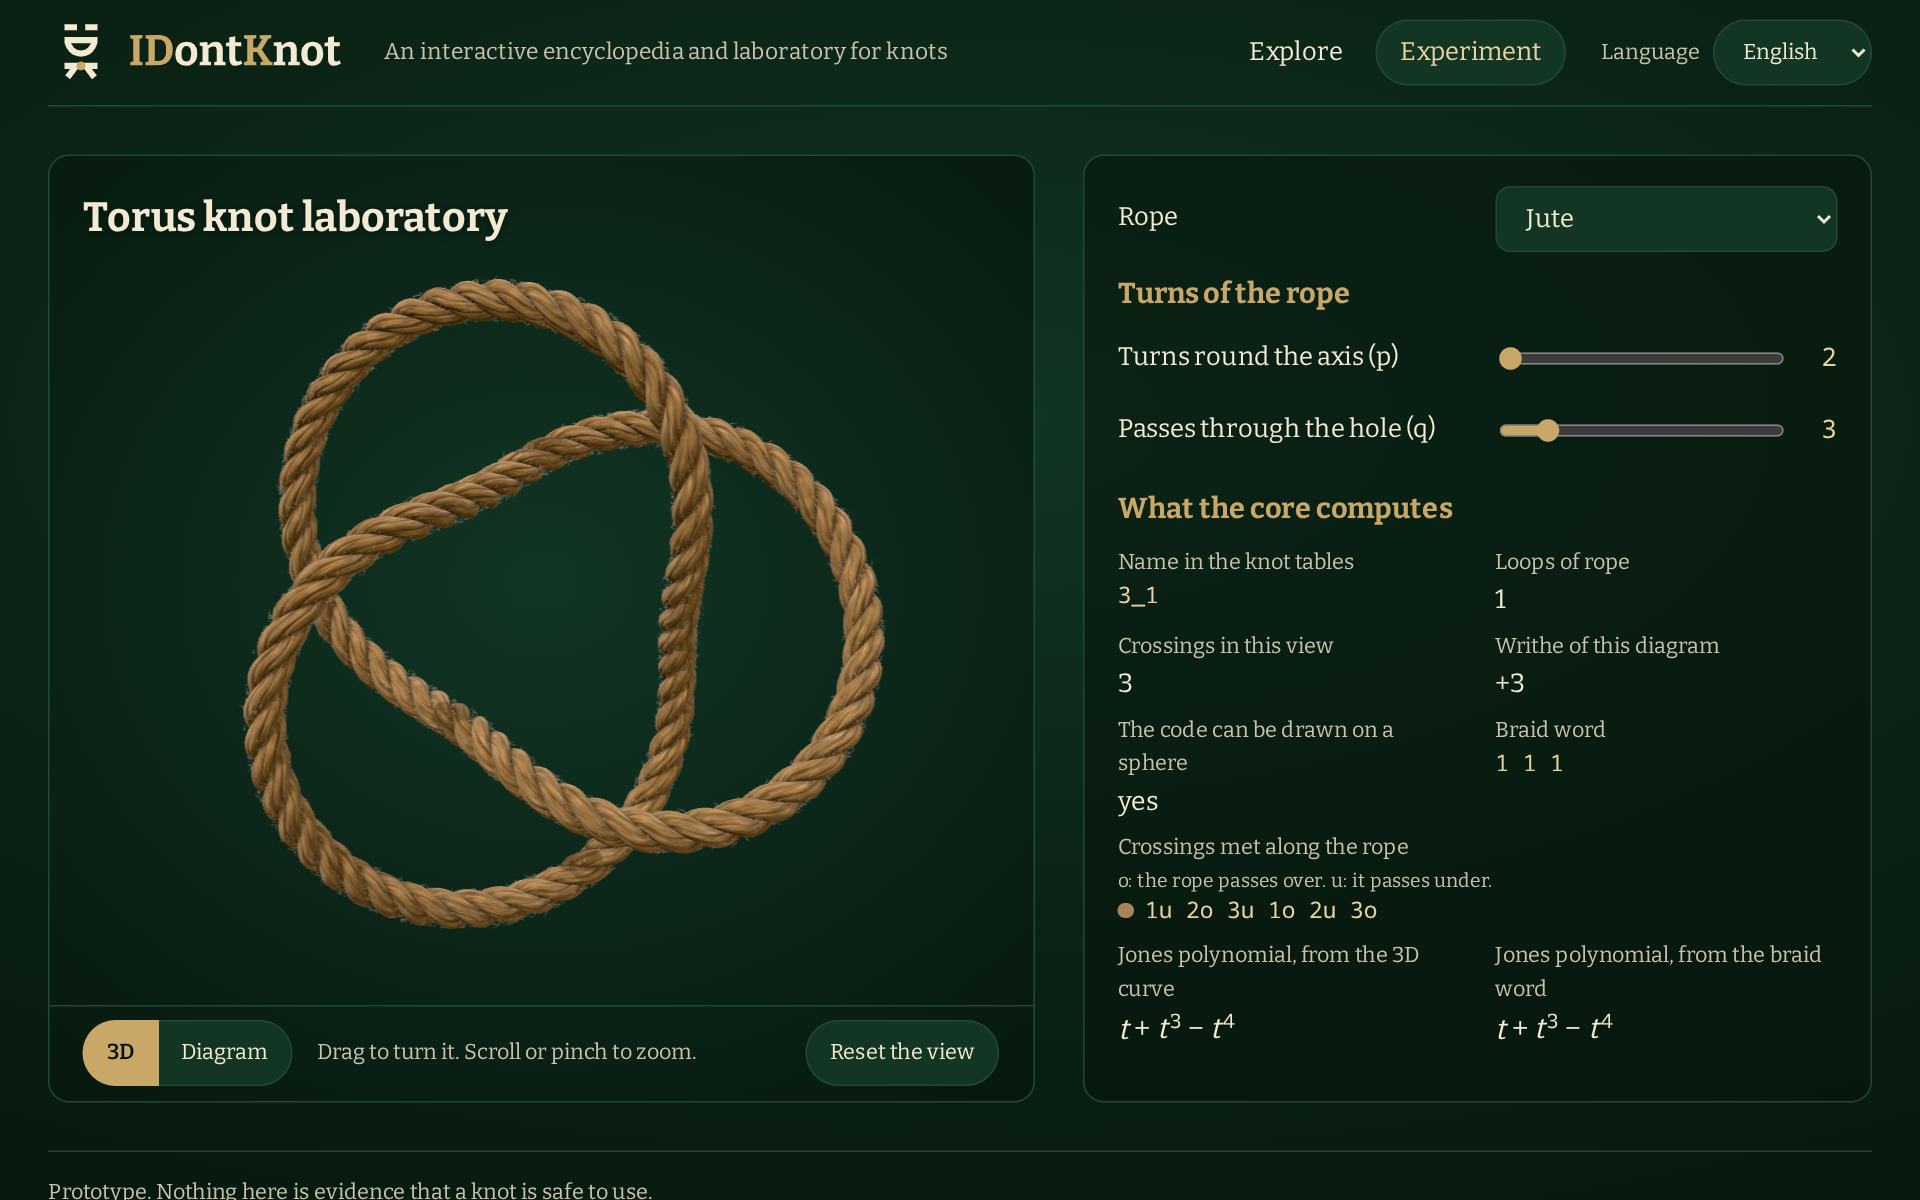 IDontKnot
An interactive encyclopedia and laboratory for knots
Explore
Experiment
Language
English
Torus knot laboratory
3D
Diagram
Drag to turn it. Scroll or pinch to zoom.
Reset the view
Rope
Jute
Turns of the rope
Turns round the axis (p)
2
Passes through the hole (q)
3
What the core computes
Name in the knot tables
3_1
Loops of rope
1
Crossings in this view
3
Writhe of this diagram
+3
The code can be drawn on a
sphere
yes
Braid word
1 1 1
Crossings met along the rope
o: the rope passes over. u: it passes under.
1u 2o 3u 1o 2u 3o
Jones polynomial, from the 3D
curve
t + t³ − t⁴
Jones polynomial, from the braid
word
t + t³ − t⁴
Prototype. Nothing here is evidence that a knot is safe to use.